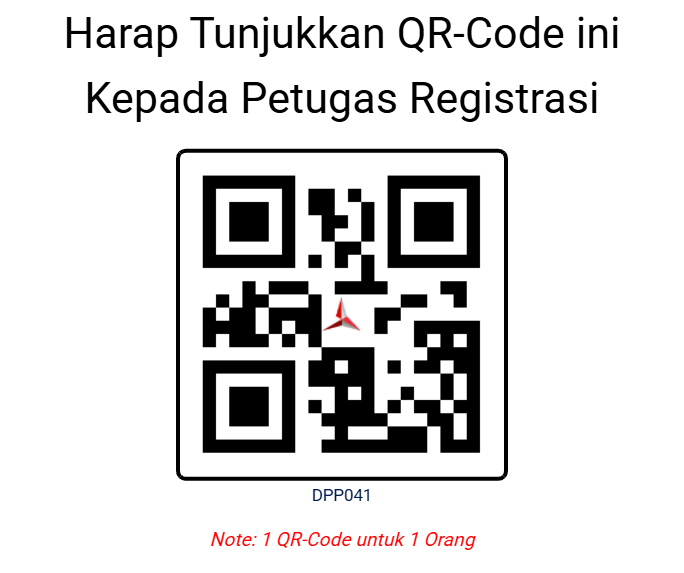 Harap Tunjukkan QR-Code ini
Kepada Petugas Registrasi
DPP041
Note: 1 QR-Code untuk 1 Orang